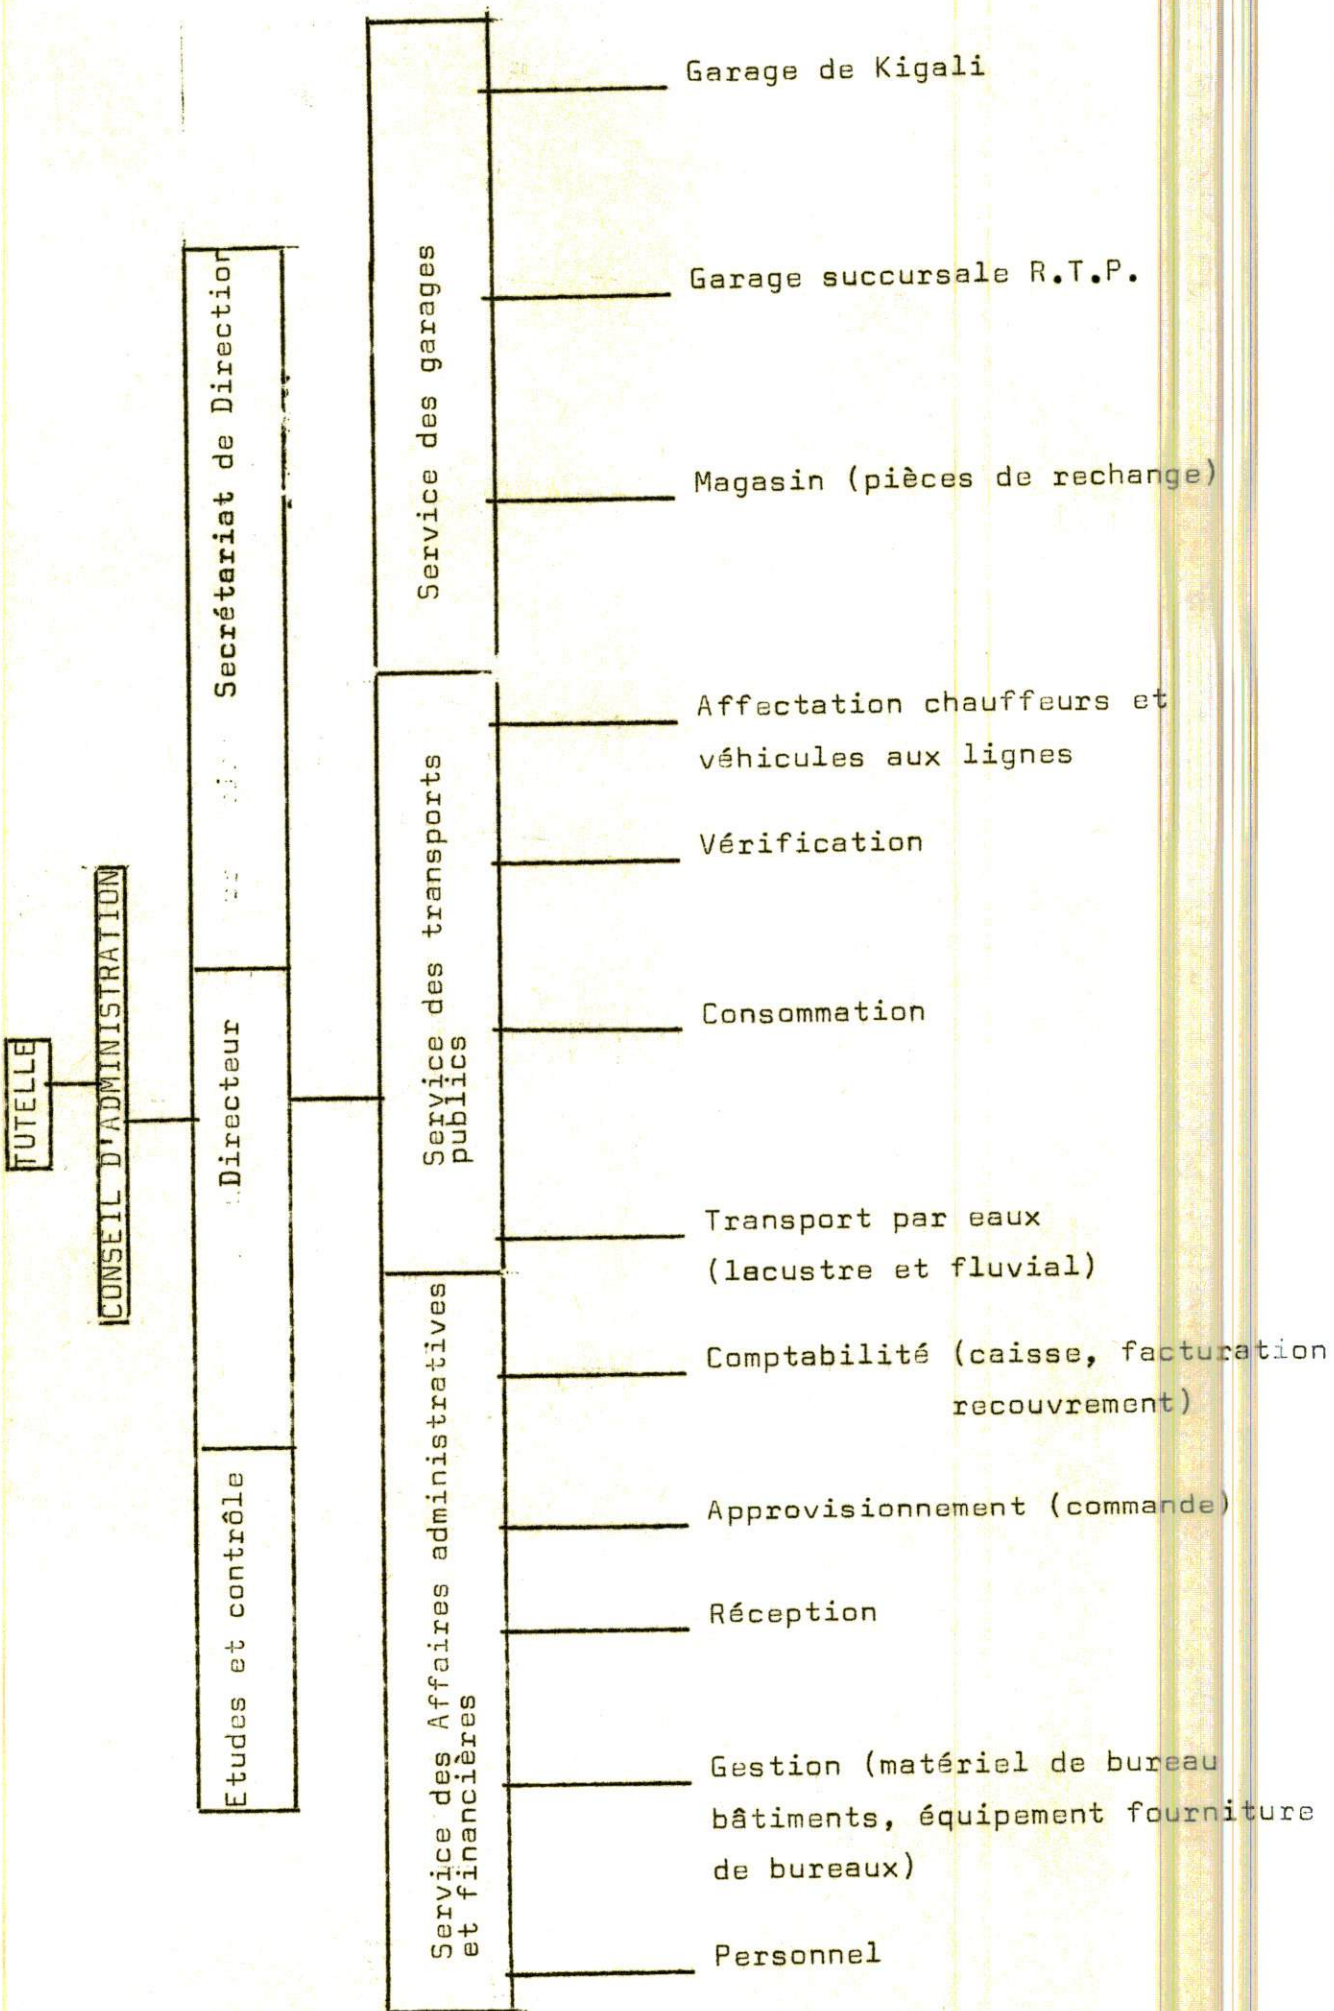 TUTELLE
CONSEIL D'ADMINISTRATION
Secrétariat de Direction
Directeur
Etudes et contrôle
Service des garages
Garage de Kigali
Garage succursale R.T.P.
Magasin (pièces de rechange)
Service des transports
publics
Affectation chauffeurs et
véhicules aux lignes
Vérification
Consommation
Transport par eaux
(lacustre et fluvial)
Service des Affaires administratives
et financières
Comptabilité (caisse, facturation
recouvrement)
Approvisionnement (commande)
Réception
Gestion (matériel de bureau
bâtiments, équipement fourniture
de bureaux)
Personnel